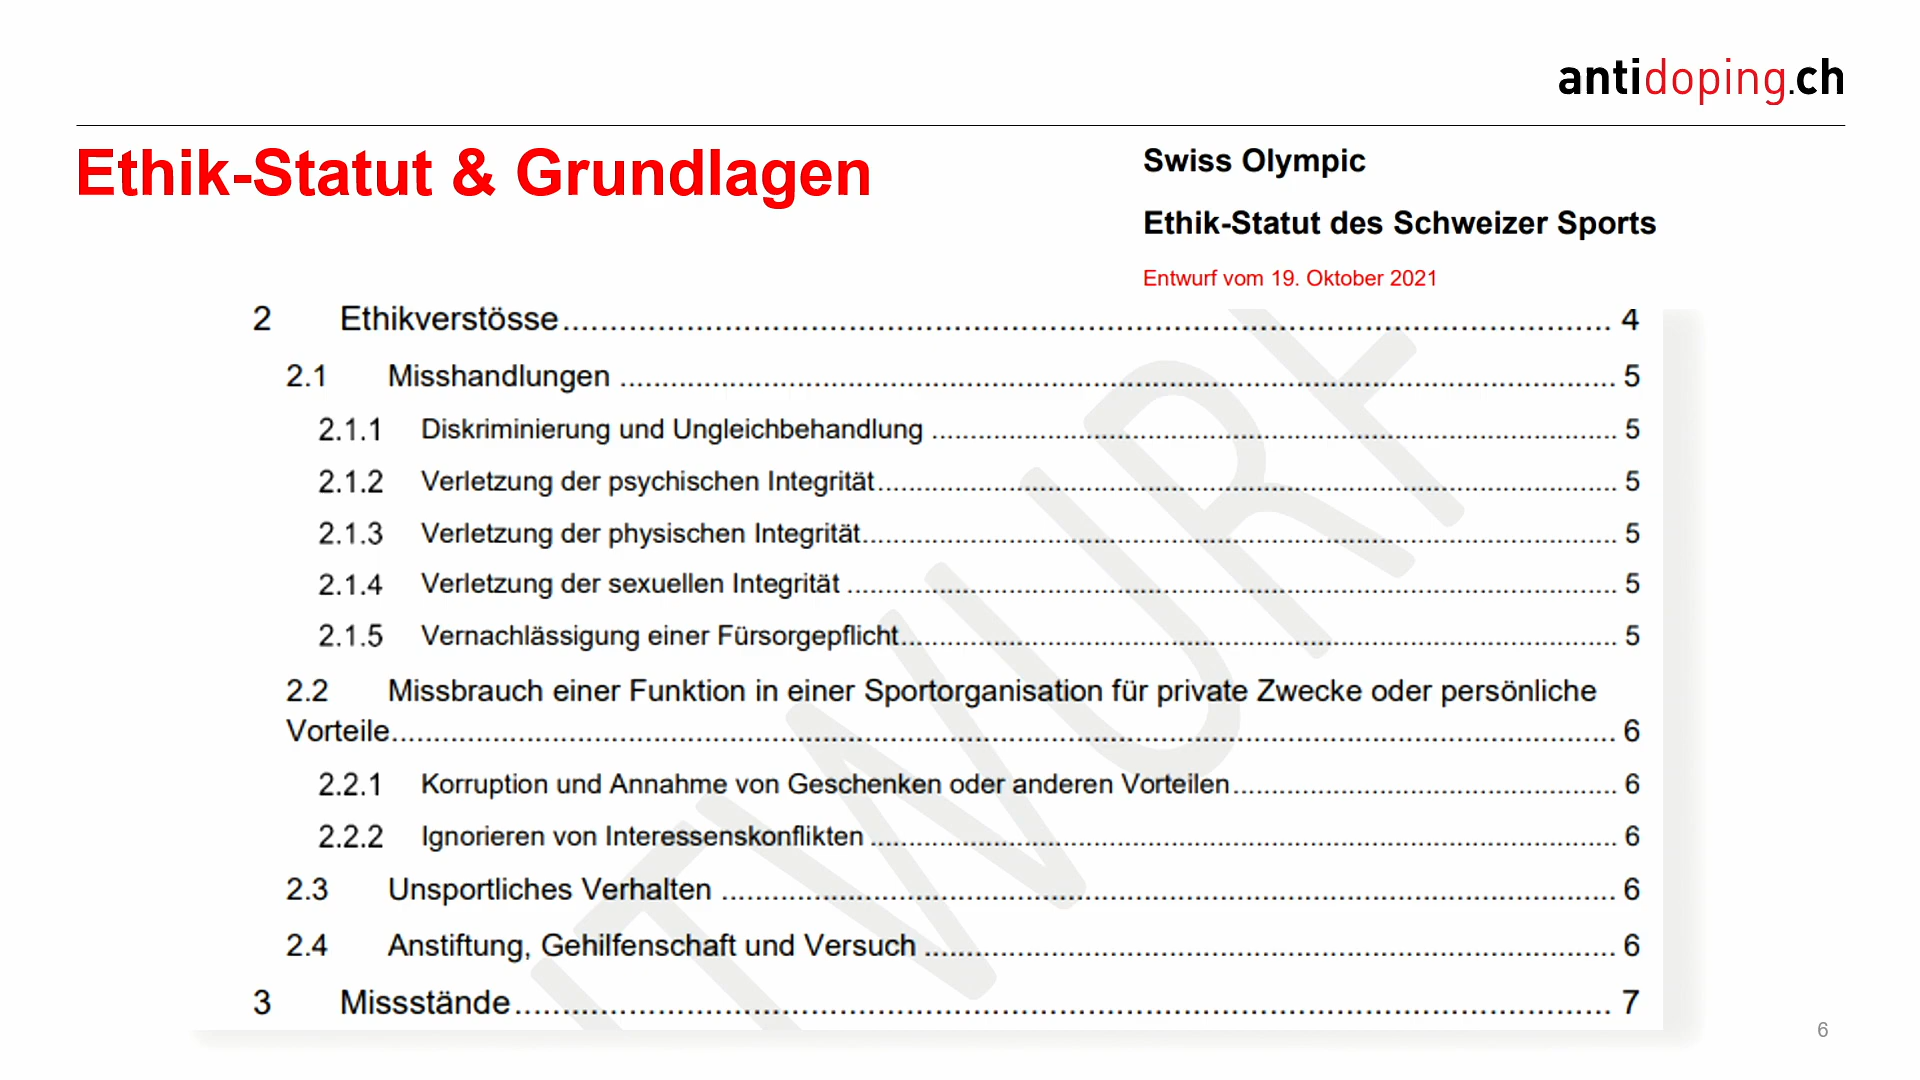 antidoping.ch
Ethik-Statut & Grundlagen
Swiss Olympic
Ethik-Statut des Schweizer Sports
Entwurf vom 19. Oktober 2021
2 Ethikverstösse 4
2.1 Misshandlungen 5
2.1.1 Diskriminierung und Ungleichbehandlung 5
2.1.2 Verletzung der psychischen Integrität 5
2.1.3 Verletzung der physischen Integrität 5
2.1.4 Verletzung der sexuellen Integrität 5
2.1.5 Vernachlässigung einer Fürsorgepflicht 5
2.2 Missbrauch einer Funktion in einer Sportorganisation für private Zwecke oder persönliche
Vorteile 6
2.2.1 Korruption und Annahme von Geschenken oder anderen Vorteilen 6
2.2.2 Ignorieren von Interessenskonflikten 6
2.3 Unsportliches Verhalten 6
2.4 Anstiftung, Gehilfenschaft und Versuch 6
3 Missstände 7
6